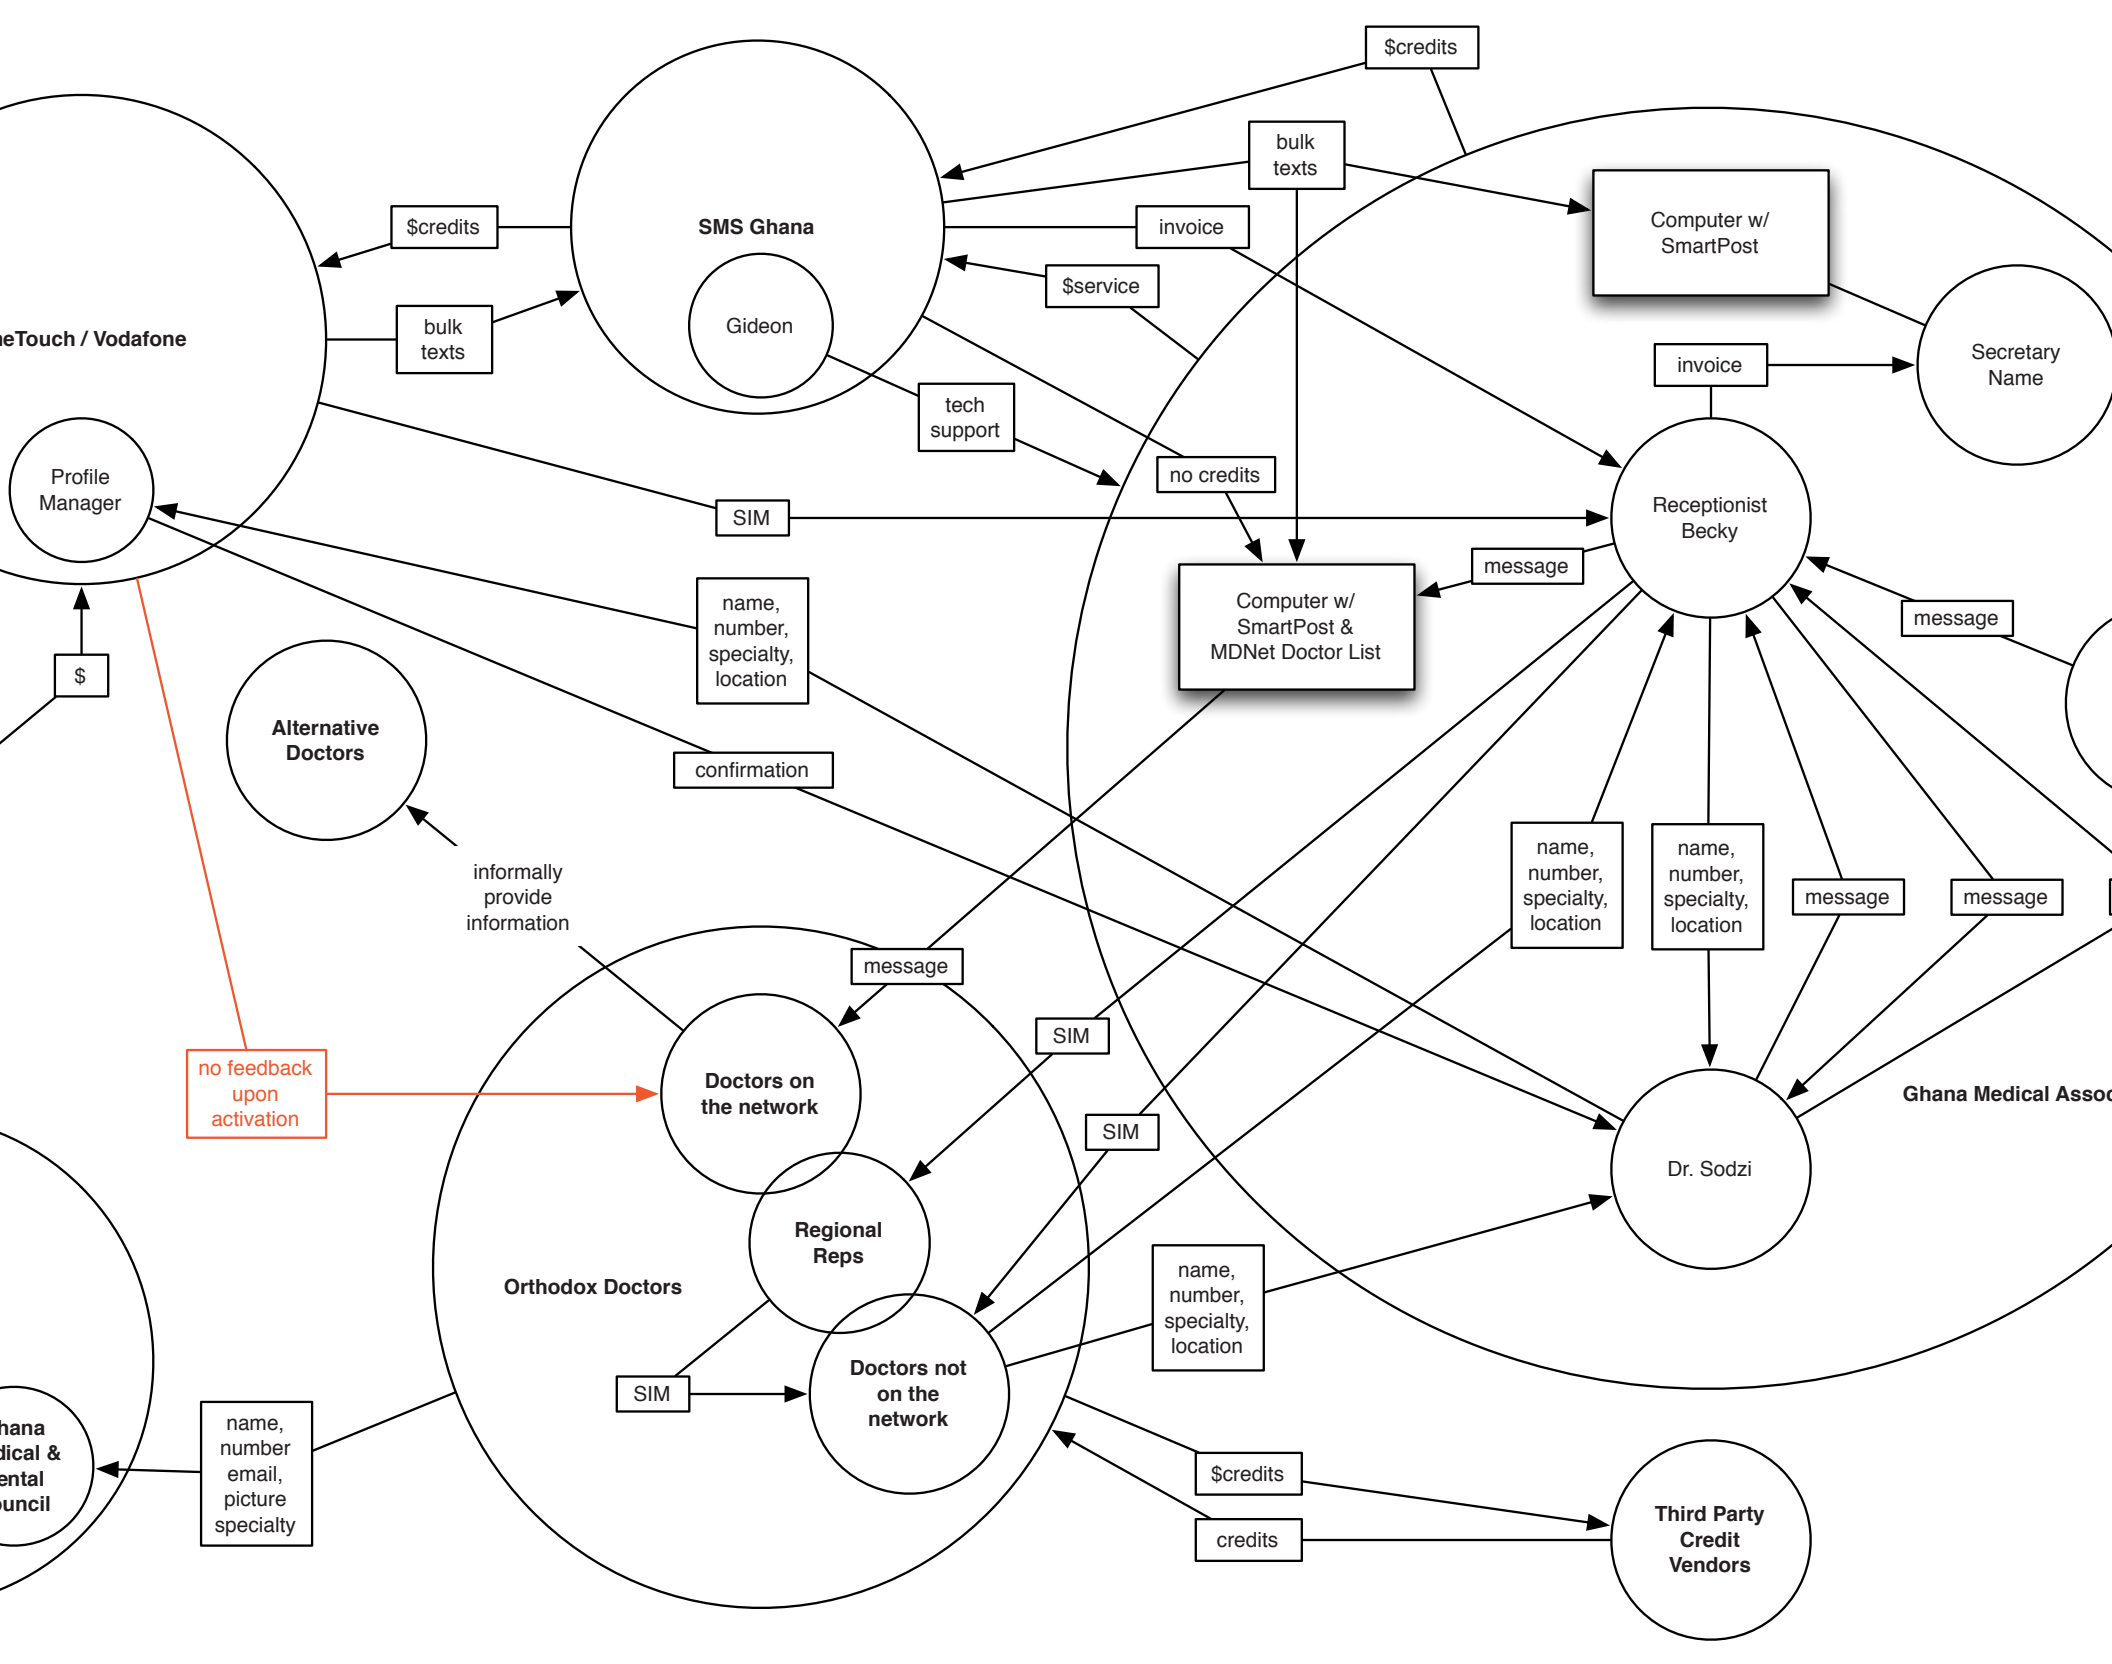 $credits
bulk
texts
Computer w/
SmartPost
$credits
SMS Ghana
invoice
$service
Gideon
bulk
texts
neTouch / Vodafone
invoice
Secretary
Name
tech
support
no credits
Profile
Manager
SIM
Receptionist
Becky
message
message
name,
number,
specialty,
location
Computer w/
SmartPost &
MDNet Doctor List
$
Alternative
Doctors
confirmation
informally
provide
information
name,
number,
specialty,
location
name,
number,
specialty,
location
message
message
message
SIM
no feedback
upon
activation
Doctors on
the network
SIM
Ghana Medical Assoc
Dr. Sodzi
Regional
Reps
Orthodox Doctors
name,
number,
specialty,
location
SIM
Doctors not
on the
network
hana
dical &
ental
ouncil
name,
number
email,
picture
specialty
$credits
credits
Third Party
Credit
Vendors